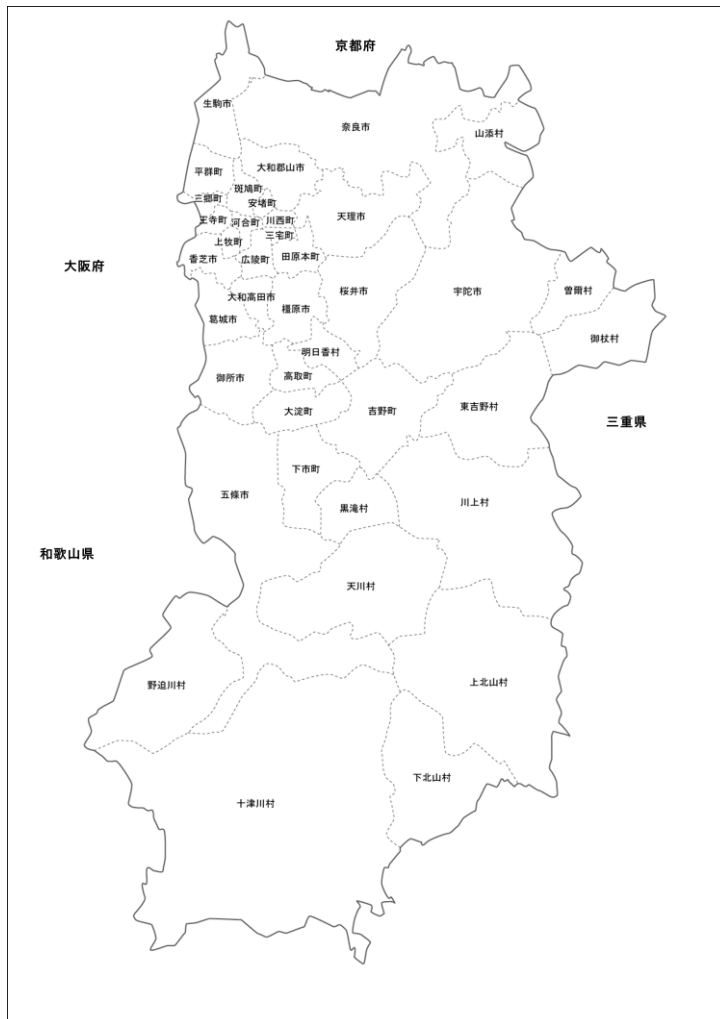 京都府
生駒市
奈良市
山添村
平群町
大和郡山市
斑鳩町
三郷町
安堵町
天理市
王寺町
河合町
川西町
三宅町
上牧町
香芝市
広陵町
田原本町
大阪府
桜井市
宇陀市
曽爾村
大和高田市
橿原市
葛城市
御杖村
明日香村
御所市
高取町
大淀町
吉野町
東吉野村
三重県
下市町
五條市
黒滝村
川上村
和歌山県
天川村
野迫川村
上北山村
下北山村
十津川村